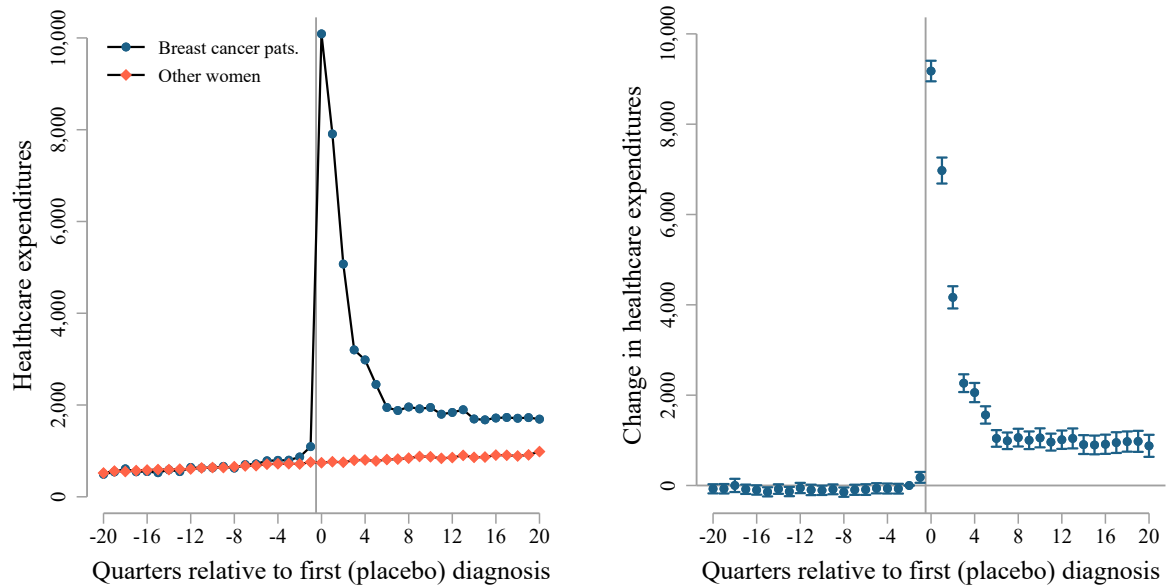 Healthcare expenditures
10,000
8,000
6,000
4,000
2,000
0
Breast cancer pats.
Other women
-20 -16 -12 -8 -4 0 4 8 12 16 20
Quarters relative to first (placebo) diagnosis
Change in healthcare expenditures
10,000
8,000
6,000
4,000
2,000
0
-20 -16 -12 -8 -4 0 4 8 12 16 20
Quarters relative to first (placebo) diagnosis